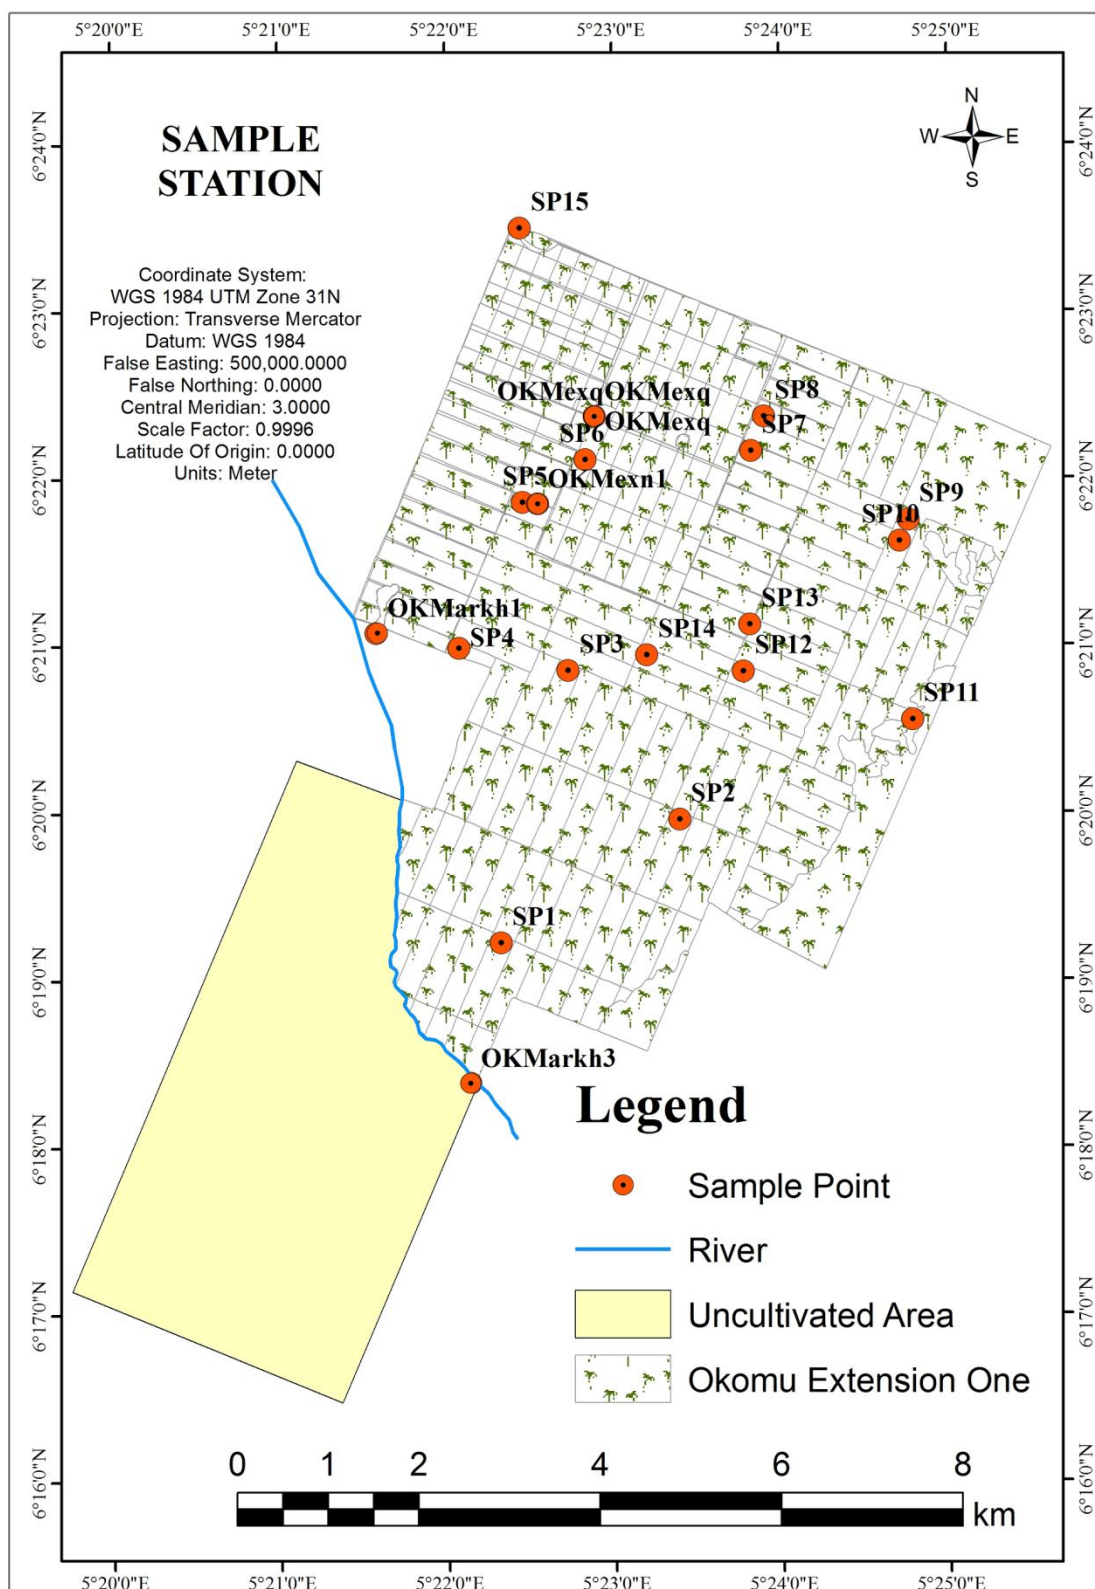 5°20'0"E 5°21'0"E 5°22'0"E 5°23'0"E 5°24'0"E 5°25'0"E
6°24'0"N
6°23'0"N
6°22'0"N
6°21'0"N
6°20'0"N
6°19'0"N
6°18'0"N
6°17'0"N
6°16'0"N
SAMPLE
STATION
N
W E
S
Coordinate System:
WGS 1984 UTM Zone 31N
Projection: Transverse Mercator
Datum: WGS 1984
False Easting: 500,000.0000
False Northing: 0.0000
Central Meridian: 3.0000
Scale Factor: 0.9996
Latitude Of Origin: 0.0000
Units: Meter
SP15
OKMexq OKMexq
OKMexq
SP8
SP7
SP6
SP5 OKMexn1
SP9
SP10
OKMarkh1
SP4
SP3
SP14
SP13
SP12
SP11
SP2
SP1
OKMarkh3
Legend
Sample Point
River
Uncultivated Area
Okomu Extension One
0 1 2 4 6 8
km
6°24'0"N
6°23'0"N
6°22'0"N
6°21'0"N
6°20'0"N
6°19'0"N
6°18'0"N
6°17'0"N
6°16'0"N
5°20'0"E 5°21'0"E 5°22'0"E 5°23'0"E 5°24'0"E 5°25'0"E